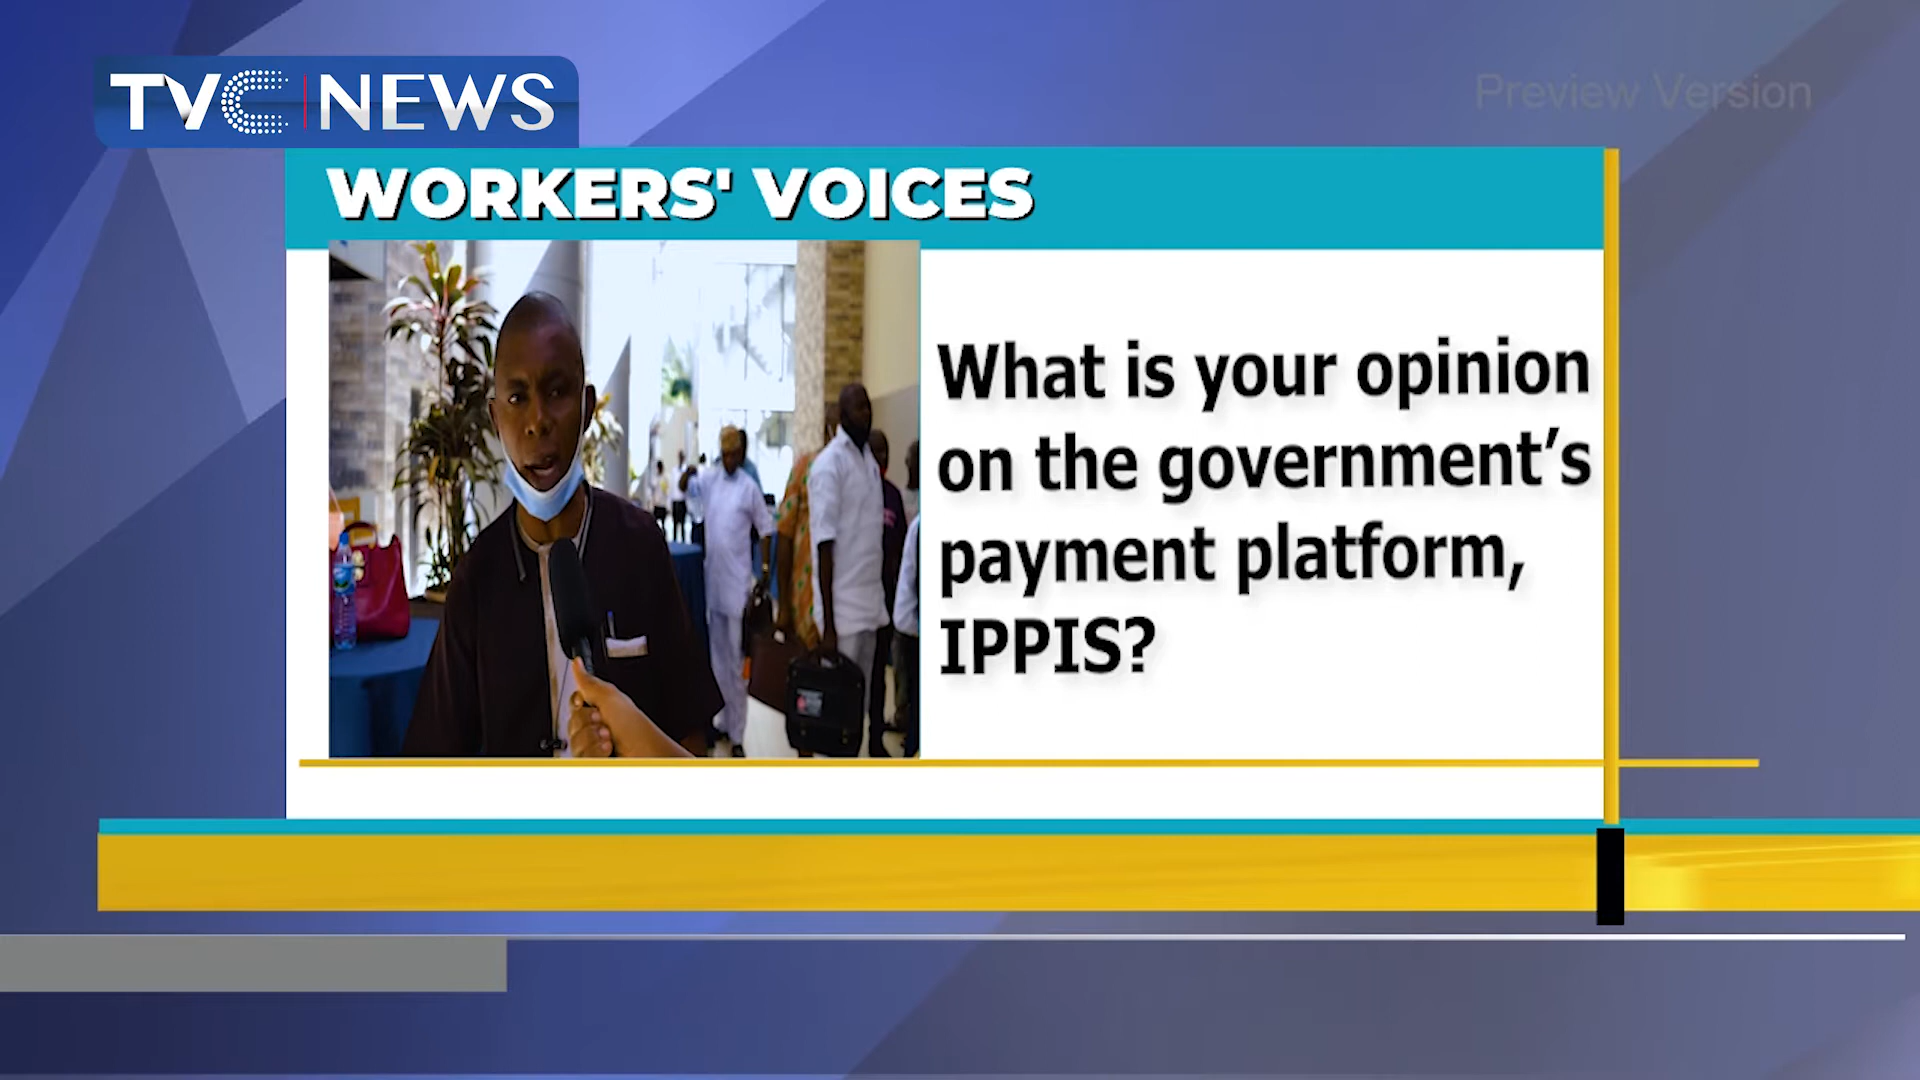 TVC NEWS
Preview Version
WORKERS' VOICES
What is your opinion
on the government’s
payment platform,
IPPIS?